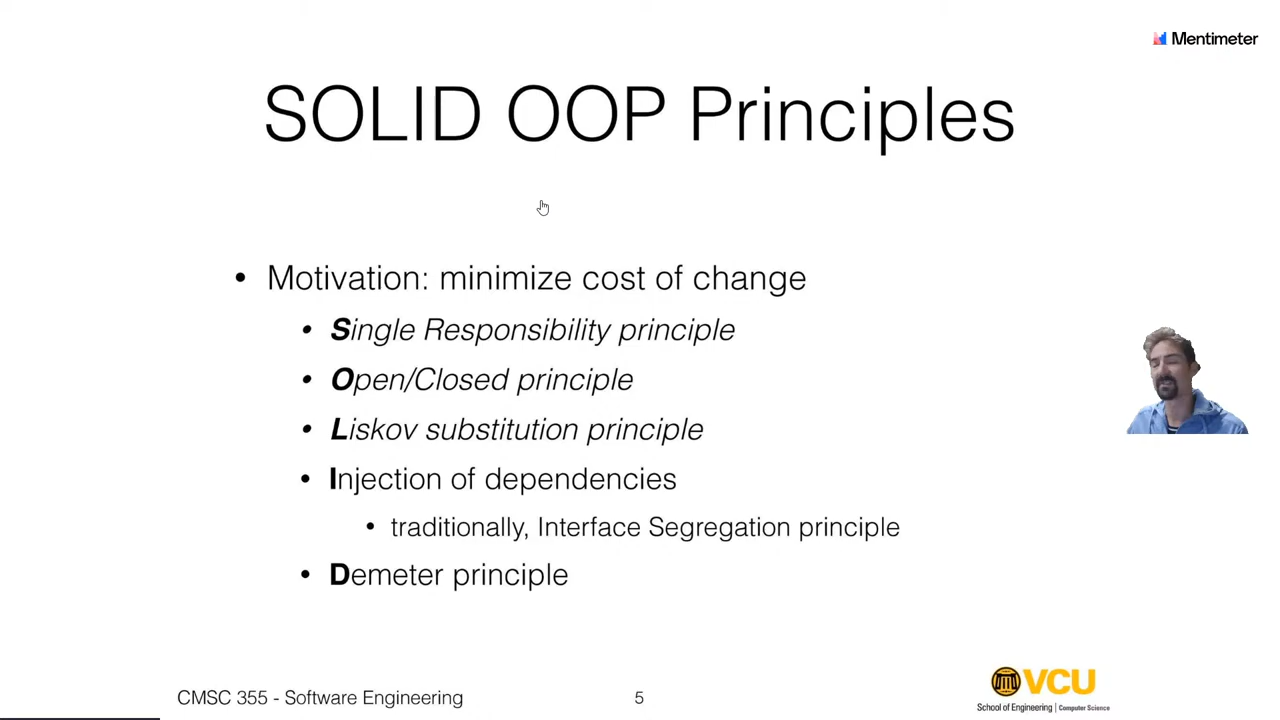 Mentimeter
SOLID OOP Principles
• Motivation: minimize cost of change
• Single Responsibility principle
• Open/Closed principle
• Liskov substitution principle
• Injection of dependencies
• traditionally, Interface Segregation principle
• Demeter principle
CMSC 355 - Software Engineering
5
VCU
School of Engineering | Computer Science